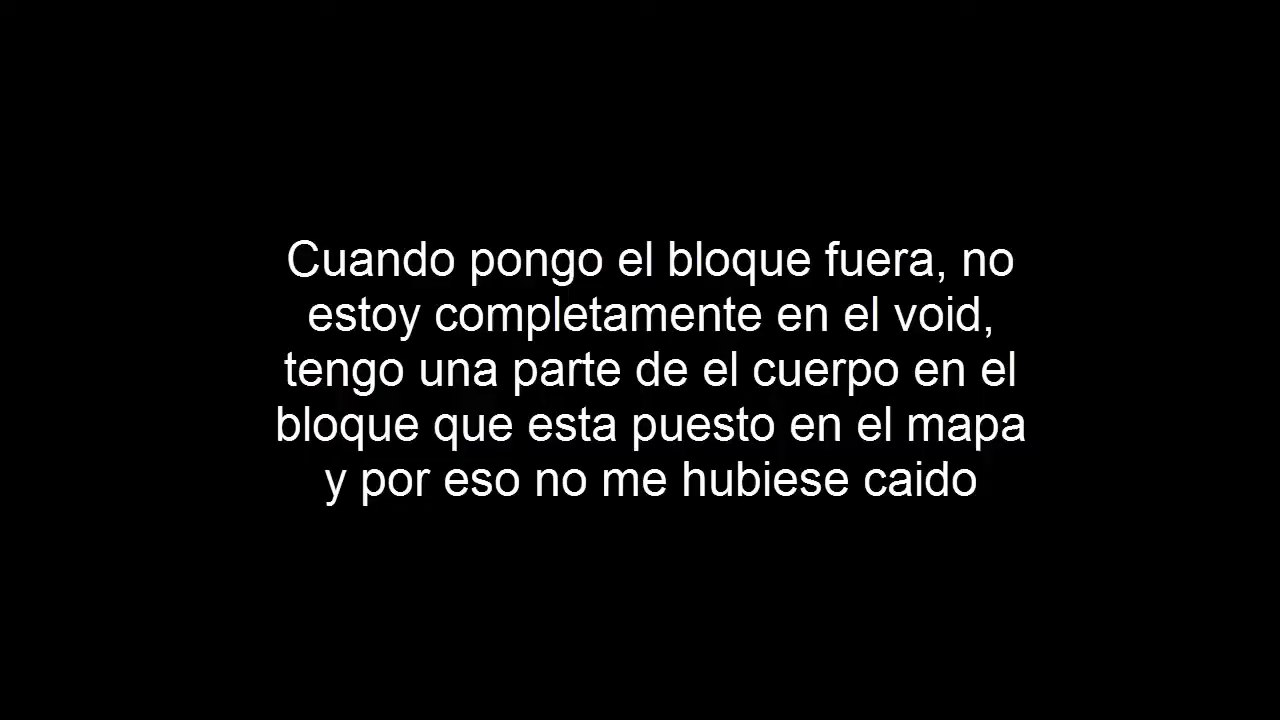 Cuando pongo el bloque fuera, no
estoy completamente en el void,
tengo una parte de el cuerpo en el
bloque que esta puesto en el mapa
y por eso no me hubiese caido